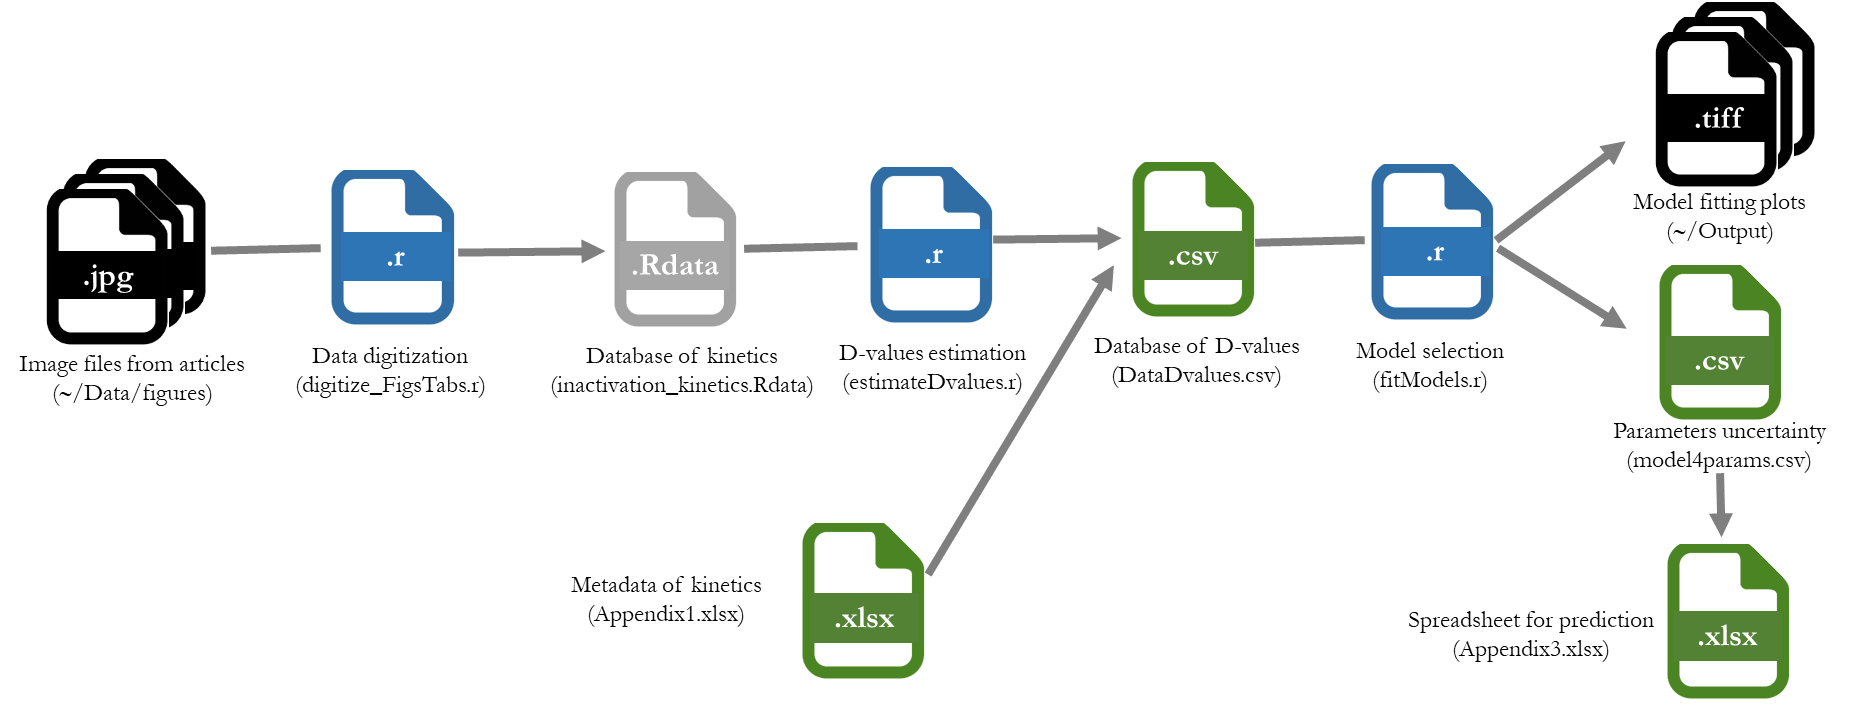 .jpg
Image files from articles
(~/Data/figures)
.r
Data digitization
(digitize_FigsTabs.r)
.Rdata
Database of kinetics
(inactivation_kinetics.Rdata)
.r
D-values estimation
(estimateDvalues.r)
.csv
Database of D-values
(DataDvalues.csv)
.r
Model selection
(fitModels.r)
.tiff
Model fitting plots
(~/Output)
.csv
Parameters uncertainty
(model4params.csv)
Metadada of kinetics
(Appendix1.xlsx)
.xlsx
Spreadsheet for prediction
(Appendix3.xlsx)
.xlsx